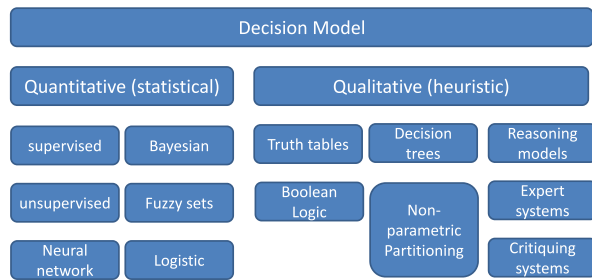 Decision Model
Quantitative (statistical)
Qualitative (heuristic)
supervised
Bayesian
Truth tables
Decision
trees
Reasoning
models
unsupervised
Fuzzy sets
Boolean
Logic
Non-
parametric
Partitioning
Expert
systems
Neural
network
Logistic
Critiquing
systems